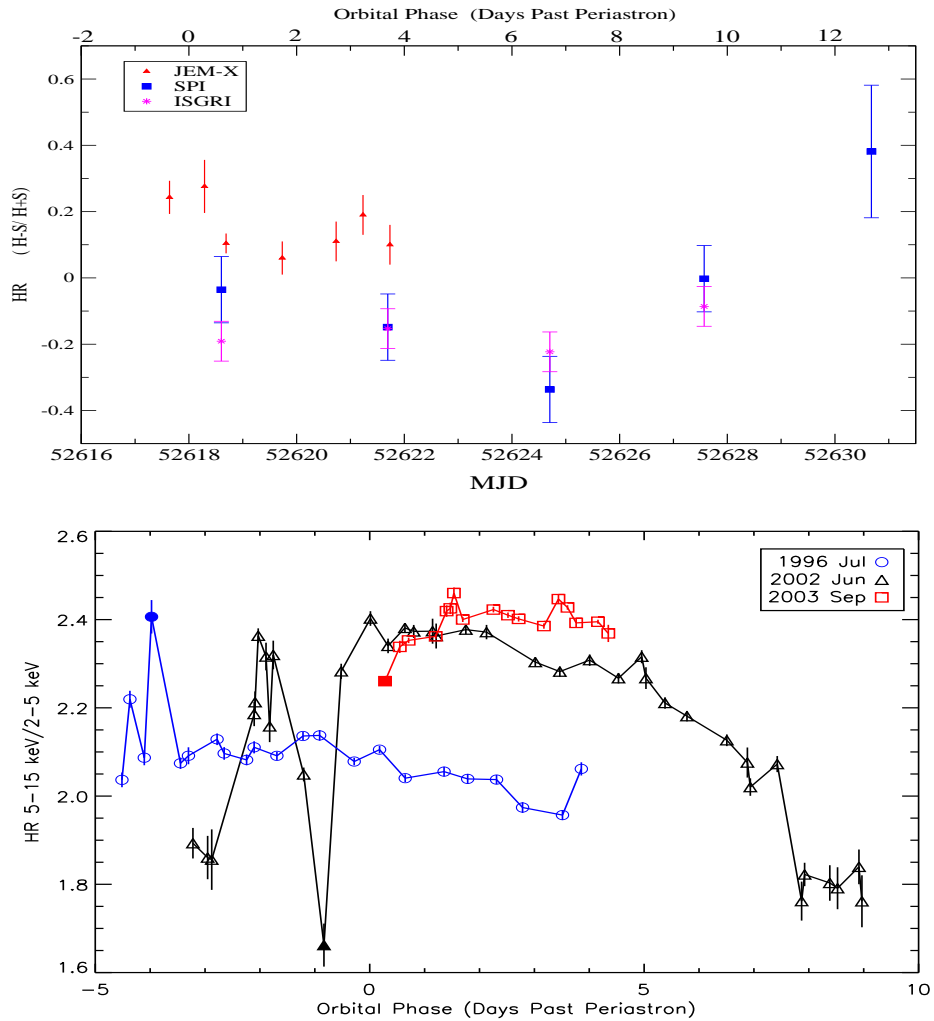 Orbital Phase (Days Past Periastron)
-2 0 2 4 6 8 10 12
JEM-X
SPI
ISGRI
0.6
0.4
0.2
0
-0.2
-0.4
HR (H-S/H+S)
52616 52618 52620 52622 52624 52626 52628 52630
MJD
1996 Jul
2002 Jun
2003 Sep
2.6
2.4
2.2
2.0
1.8
1.6
HR 5-15 keV/2-5 keV
-5 0 5 10
Orbital Phase (Days Past Periastron)